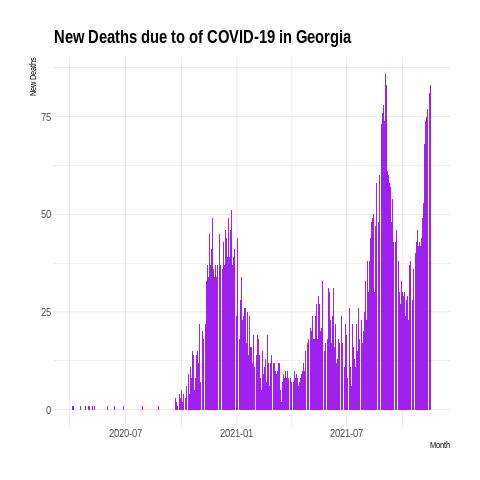 New Deaths due to of COVID-19 in Georgia
New Deaths
75
50
25
0
2020-07
2021-01
2021-07
Month